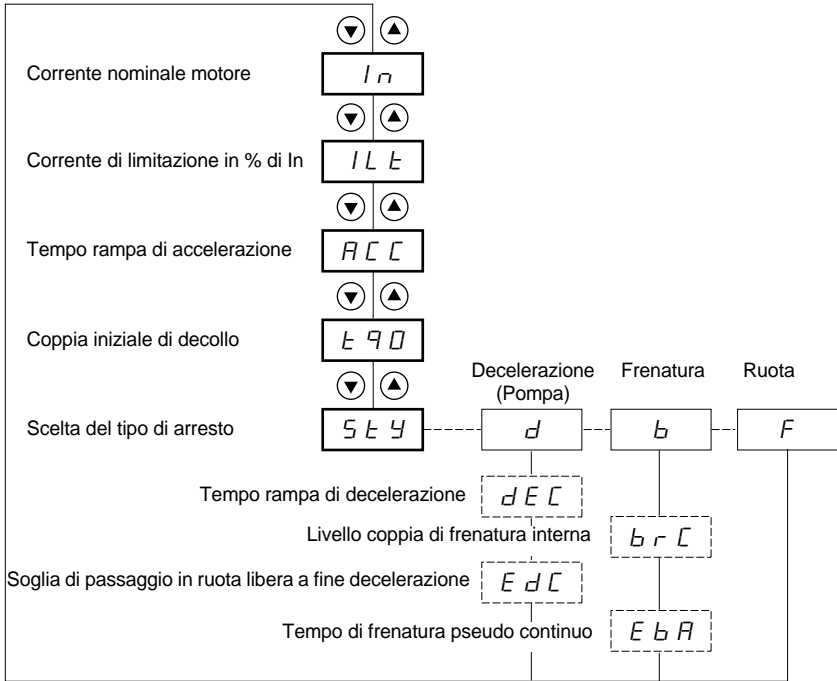 Corrente nominale motore
In
Corrente di limitazione in % di In
ILt
Tempo rampa di accelerazione
ACC
Coppia iniziale di decollo
tq0
Decelerazione
(Pompa)
Frenatura
Ruota
Scelta del tipo di arresto
StY
d
b
F
Tempo rampa di decelerazione
dEC
Livello coppia di frenatura interna
brC
Soglia di passaggio in ruota libera a fine decelerazione
EdC
Tempo di frenatura pseudo continuo
EbA